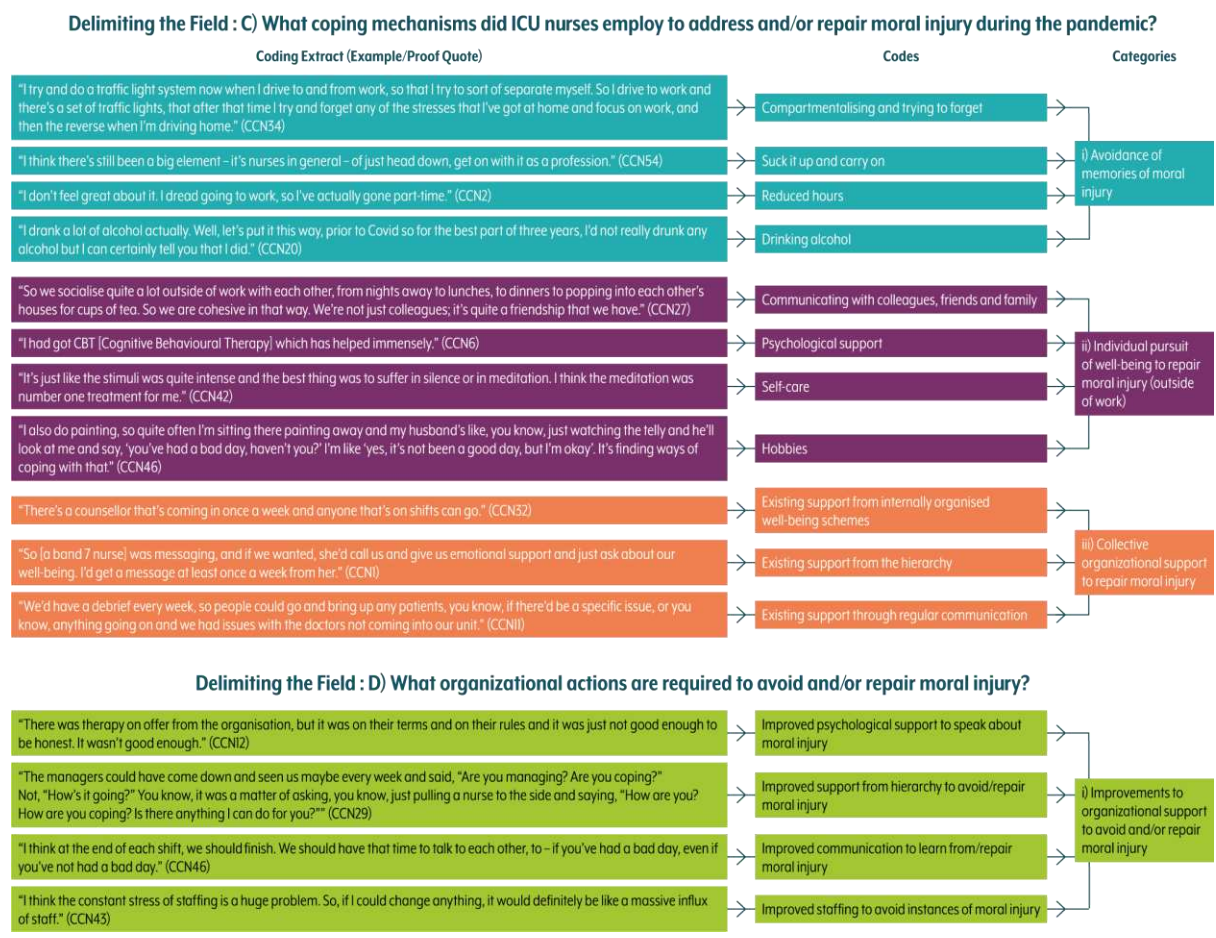 Delimiting the Field : C) What coping mechanisms did ICU nurses employ to address and/or repair moral injury during the pandemic?
Coding Extract (Example/Proof Quote)
Codes
Categories
“I try and do a traffic light system now when I drive to and from work, so that I try to sort of separate myself. So I drive to work and
there’s a set of traffic lights, that after that time I try and forget any of the stresses that I’ve got at home and focus on work, and
then the reverse when I’m driving home.” (CCN34)
Compartmentalising and trying to forget
“I think there’s still been a big element – it’s nurses in general – of just head down, get on with it as a profession.” (CCN54)
Suck it up and carry on
“I don’t feel great about it. I dread going to work, so I’ve actually gone part-time.” (CCN2)
Reduced hours
“I drank a lot of alcohol actually. Well, let’s put it this way, prior to Covid so for the best part of three years, I’d not really drunk any
alcohol but I can certainly tell you that I did.” (CCN20)
Drinking alcohol
i) Avoidance of
memories of moral
injury
“So we socialise quite a lot outside of work with each other, from nights away to lunches, to dinners to popping into each other’s
houses for cups of tea. So we are cohesive in that way. We’re not just colleagues; it’s quite a friendship that we have.” (CCN27)
Communicating with colleagues, friends and family
“I had got CBT [Cognitive Behavioural Therapy] which has helped immensely.” (CCN6)
Psychological support
“It’s just like the stimuli was quite intense and the best thing was to suffer in silence or in meditation. I think the meditation was
number one treatment for me.” (CCN42)
Self-care
“I also do painting, so quite often I’m sitting there painting away and my husband’s like, you know, just watching the telly and he’ll
look at me and say, ‘you’ve had a bad day, haven’t you?’ I’m like ‘yes, it’s not been a good day, but I’m okay’. It’s finding ways of
coping with that.” (CCN46)
Hobbies
ii) Individual pursuit
of well-being to repair
moral injury (outside
of work)
“There’s a counsellor that’s coming in once a week and anyone that’s on shifts can go.” (CCN32)
Existing support from internally organised
well-being schemes
“So [a band 7 nurse] was messaging, and if we wanted, she’d call us and give us emotional support and just ask about our
well-being. I’d get a message at least once a week from her.” (CCN1)
Existing support from the hierarchy
“We’d have a debrief every week, so people could go and bring up any patients, you know, if there’d be a specific issue, or you
know, anything going on and we had issues with the doctors not coming into our unit.” (CCN11)
Existing support through regular communication
iii) Collective
organizational support
to repair moral injury
Delimiting the Field : D) What organizational actions are required to avoid and/or repair moral injury?
“There was therapy on offer from the organisation, but it was on their terms and on their rules and it was just not good enough to
be honest. It wasn’t good enough.” (CCN12)
Improved psychological support to speak about
moral injury
“The managers could have come down and seen us maybe every week and said, “Are you managing? Are you coping?”
Not, “How’s it going?” You know, it was a matter of asking, you know, just pulling a nurse to the side and saying, “How are you?
How are you coping? Is there anything I can do for you?”” (CCN29)
Improved support from hierarchy to avoid/repair
moral injury
“I think at the end of each shift, we should finish. We should have that time to talk to each other, to – if you’ve had a bad day, even if
you’ve not had a bad day.” (CCN46)
Improved communication to learn from/repair
moral injury
“I think the constant stress of staffing is a huge problem. So, if I could change anything, it would definitely be like a massive influx
of staff.” (CCN43)
Improved staffing to avoid instances of moral injury
i) Improvements to
organizational support
to avoid and/or repair
moral injury